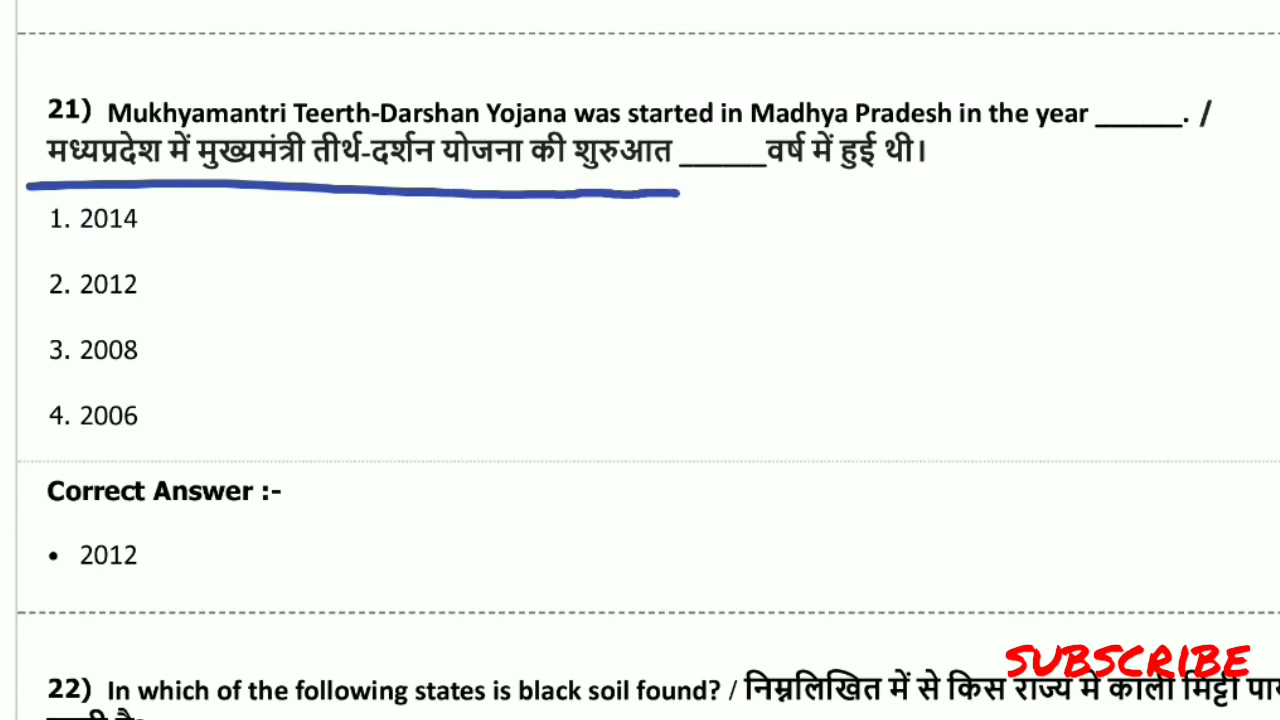 21) Mukhyamantri Teerth-Darshan Yojana was started in Madhya Pradesh in the year ______. /
मध्यप्रदेश में मुख्यमंत्री तीर्थ-दर्शन योजना की शुरुआत ______वर्ष में हुई थी।
1. 2014
2. 2012
3. 2008
4. 2006
Correct Answer :-
• 2012
SUBSCRIBE
22) In which of the following states is black soil found? / निम्नलिखित में से किस राज्य में काली मिट्टी